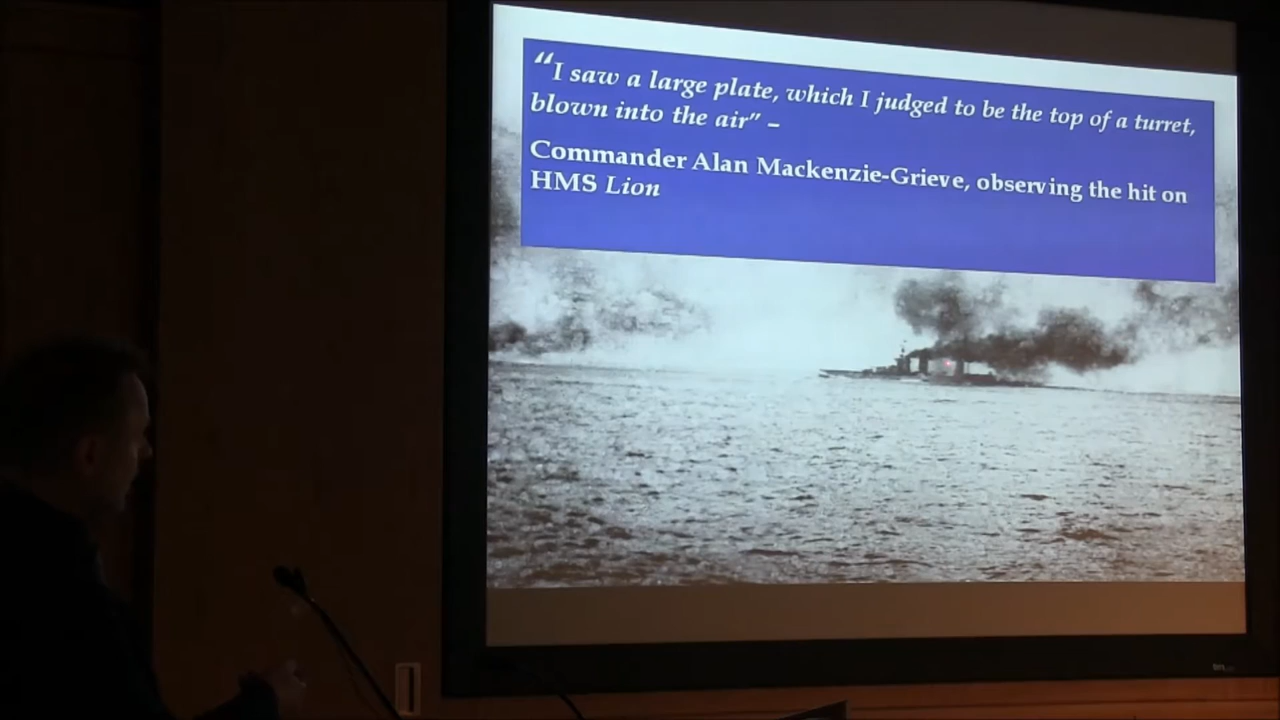 “I saw a large plate, which I judged to be the top of a turret,
blown into the air” –
Commander Alan Mackenzie-Grieve, observing the hit on
HMS Lion